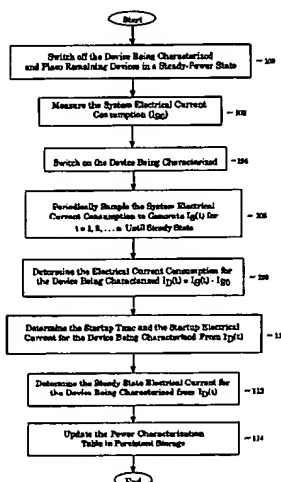 Start
Switch off the Device Being Characterized
and Place Remaining Devices in a Steady-Power State
Measure the System Electrical Current
Consumption (IS0)
Switch on the Device Being Characterized
Periodically Sample the System Electrical
Current Consumption to Generate IS(t) for
t = 1, 2, ... n Until Steady State
Determine the Electrical Current Consumption for
the Device Being Characterized ID(t) = IS(t) - IS0
Determine the Startup Time and the Startup Electrical
Current for the Device Being Characterized From ID(t)
Determine the Steady State Electrical Current for
the Device Being Characterized from ID(t)
Update the Power Characterization
Table in Persistent Storage
~114
End